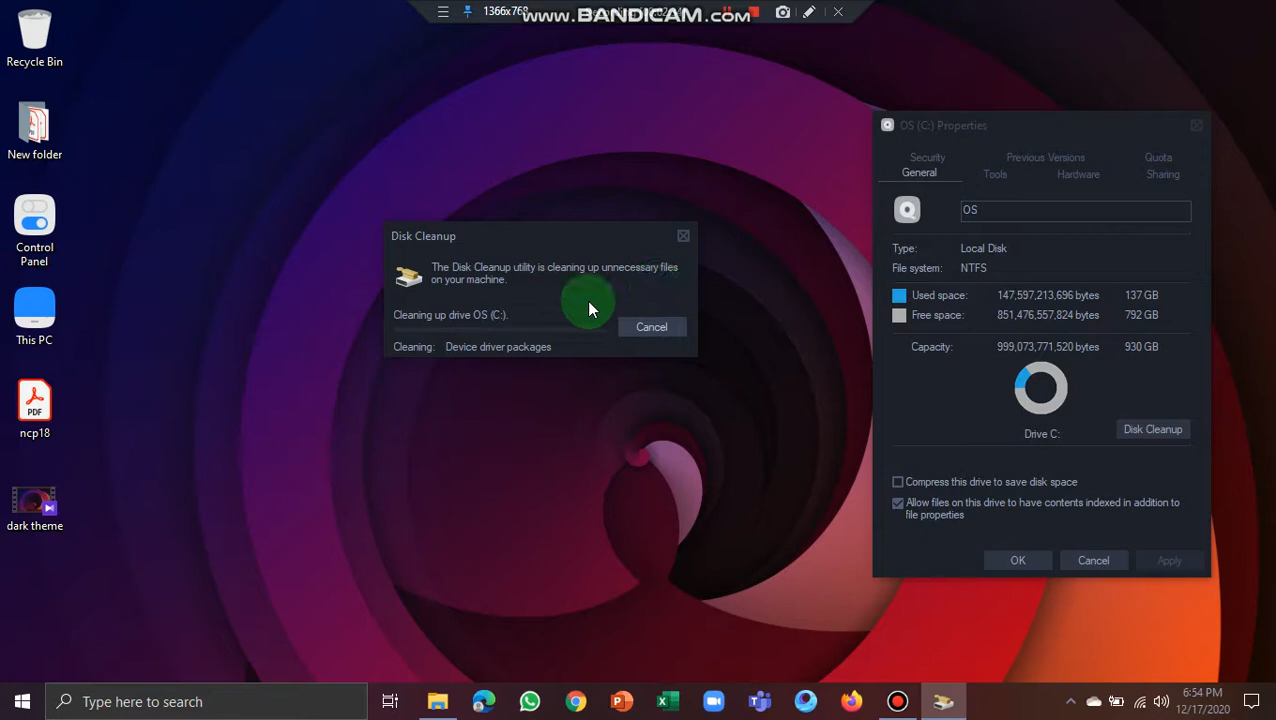 1366x768
www.BANDICAM.com
Recycle Bin
New folder
Control
Panel
This PC
PDF
ncp18
dark theme
Disk Cleanup
The Disk Cleanup utility is cleaning up unnecessary files
on your machine.
Cleaning up drive OS (C:).
Cancel
Cleaning: Device driver packages
OS (C:) Properties
Security Previous Versions Quota
General Tools Hardware Sharing
OS
Type: Local Disk
File system: NTFS
Used space: 147,597,213,696 bytes 137 GB
Free space: 851,476,557,824 bytes 792 GB
Capacity: 999,073,771,520 bytes 930 GB
Drive C:
Disk Cleanup
Compress this drive to save disk space
Allow files on this drive to have contents indexed in addition to
file properties
OK Cancel Apply
Type here to search
6:54 PM
12/17/2020